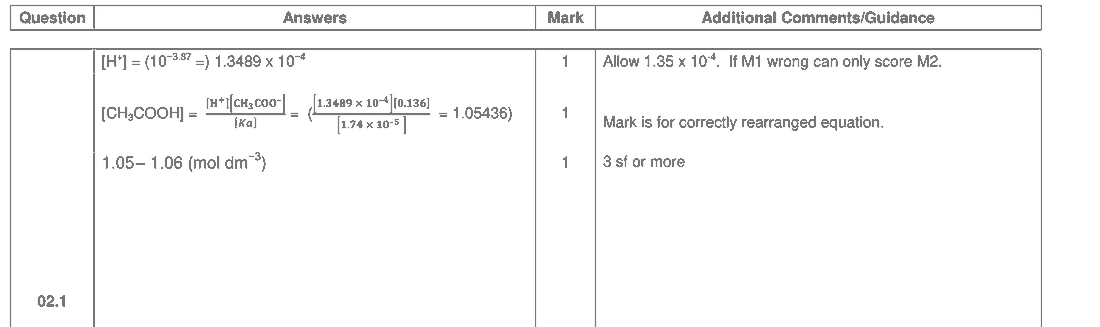 Question Answers Mark Additional Comments/Guidance
[H⁺] = (10⁻³·⁸⁷ =) 1.3489 x 10⁻⁴ 1 Allow 1.35 x 10⁻⁴. If M1 wrong can only score M2.
[CH₃COOH] = [H⁺][CH₃COO⁻] / [Ka] = ([1.3489 × 10⁻⁴][0.136] / [1.74 × 10⁻⁵] = 1.05436) 1 Mark is for correctly rearranged equation.
1.05– 1.06 (mol dm⁻³) 1 3 sf or more
02.1